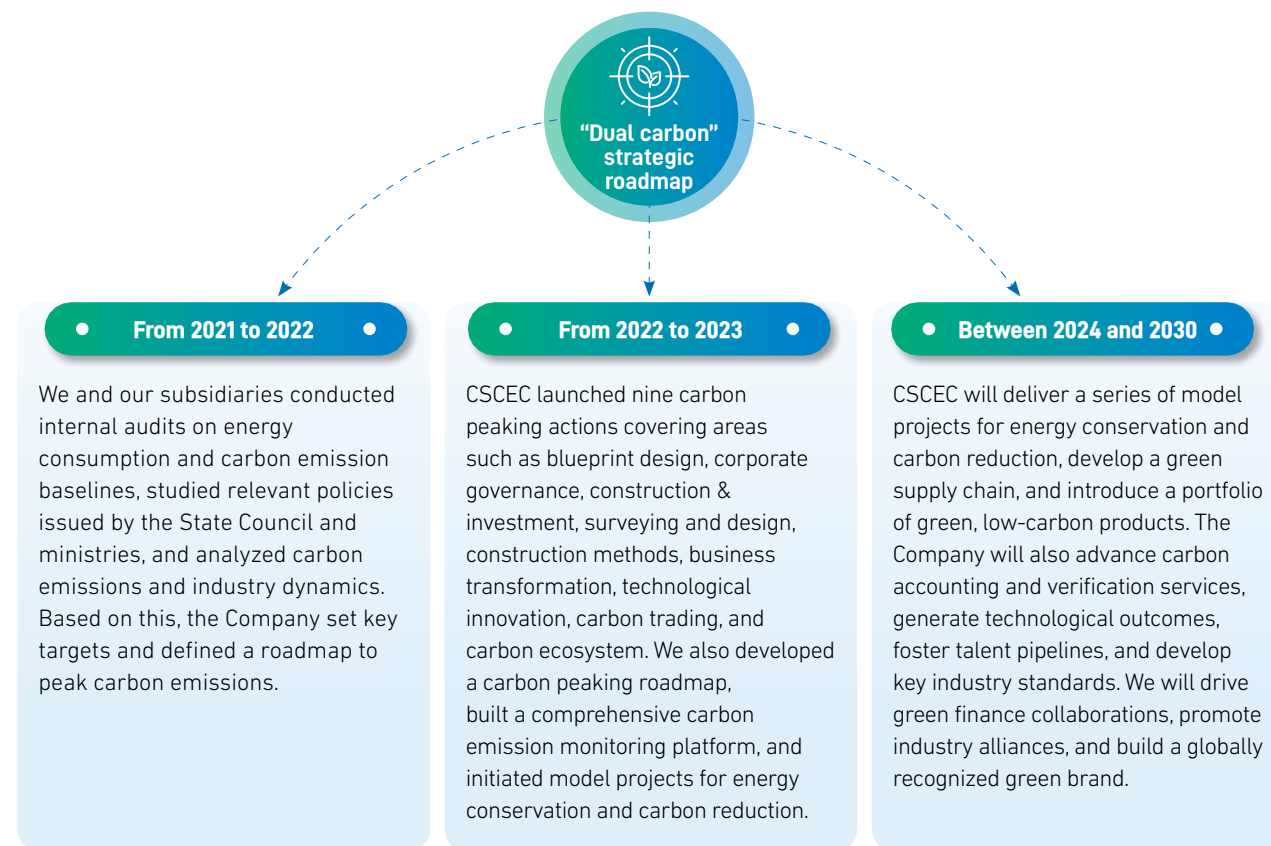 “Dual carbon”
strategic
roadmap
From 2021 to 2022
We and our subsidiaries conducted
internal audits on energy
consumption and carbon emission
baselines, studied relevant policies
issued by the State Council and
ministries, and analyzed carbon
emissions and industry dynamics.
Based on this, the Company set key
targets and defined a roadmap to
peak carbon emissions.
From 2022 to 2023
CSCEC launched nine carbon
peaking actions covering areas
such as blueprint design, corporate
governance, construction &
investment, surveying and design,
construction methods, business
transformation, technological
innovation, carbon trading, and
carbon ecosystem. We also developed
a carbon peaking roadmap,
built a comprehensive carbon
emission monitoring platform, and
initiated model projects for energy
conservation and carbon reduction.
Between 2024 and 2030
CSCEC will deliver a series of model
projects for energy conservation and
carbon reduction, develop a green
supply chain, and introduce a portfolio
of green, low-carbon products. The
Company will also advance carbon
accounting and verification services,
generate technological outcomes,
foster talent pipelines, and develop
key industry standards. We will drive
green finance collaborations, promote
industry alliances, and build a globally
recognized green brand.